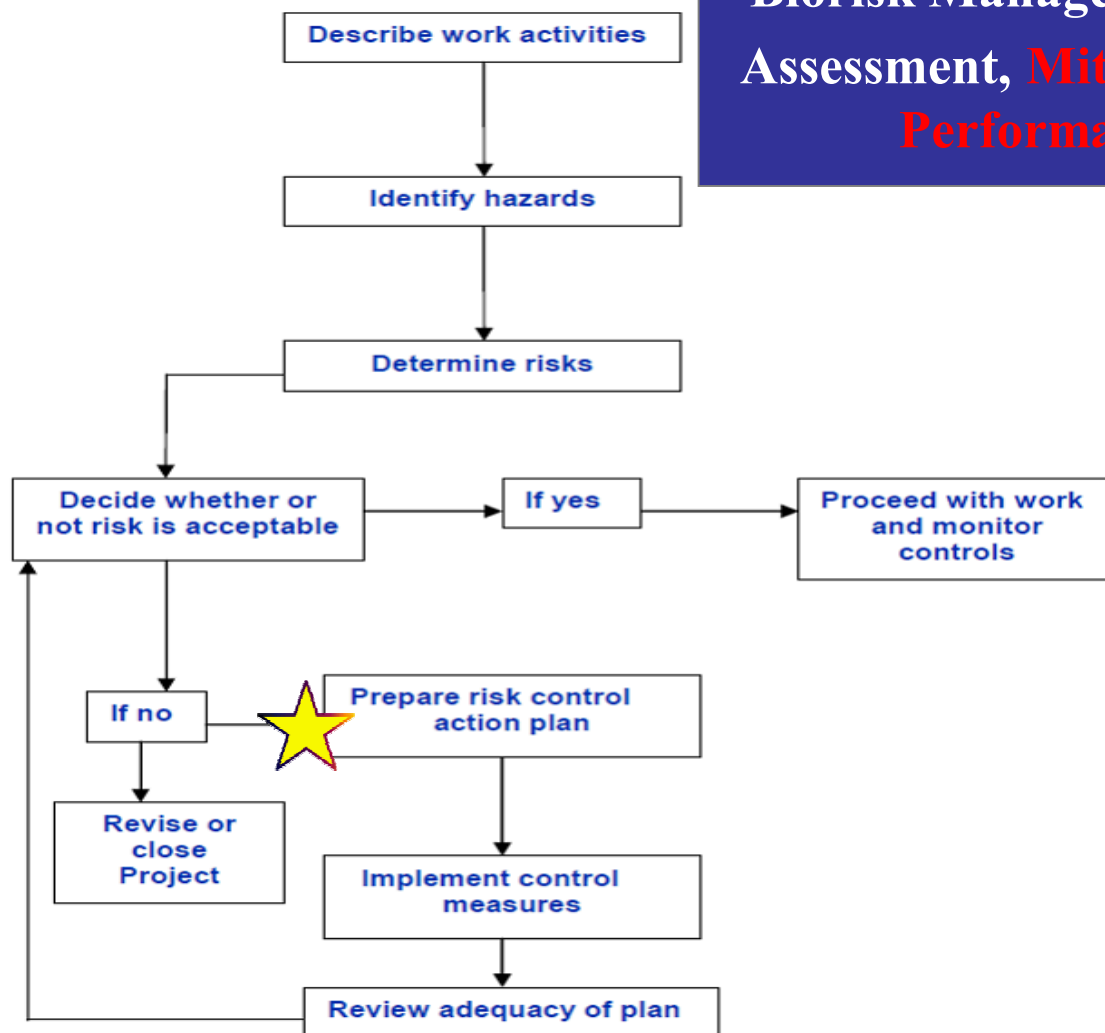 Assessment,
Describe work activities
Identify hazards
Determine risks
Decide whether or
not risk is acceptable
If yes
Proceed with work
and monitor
controls
If no
Prepare risk control
action plan
Revise or
close
Project
Implement control
measures
Review adequacy of plan